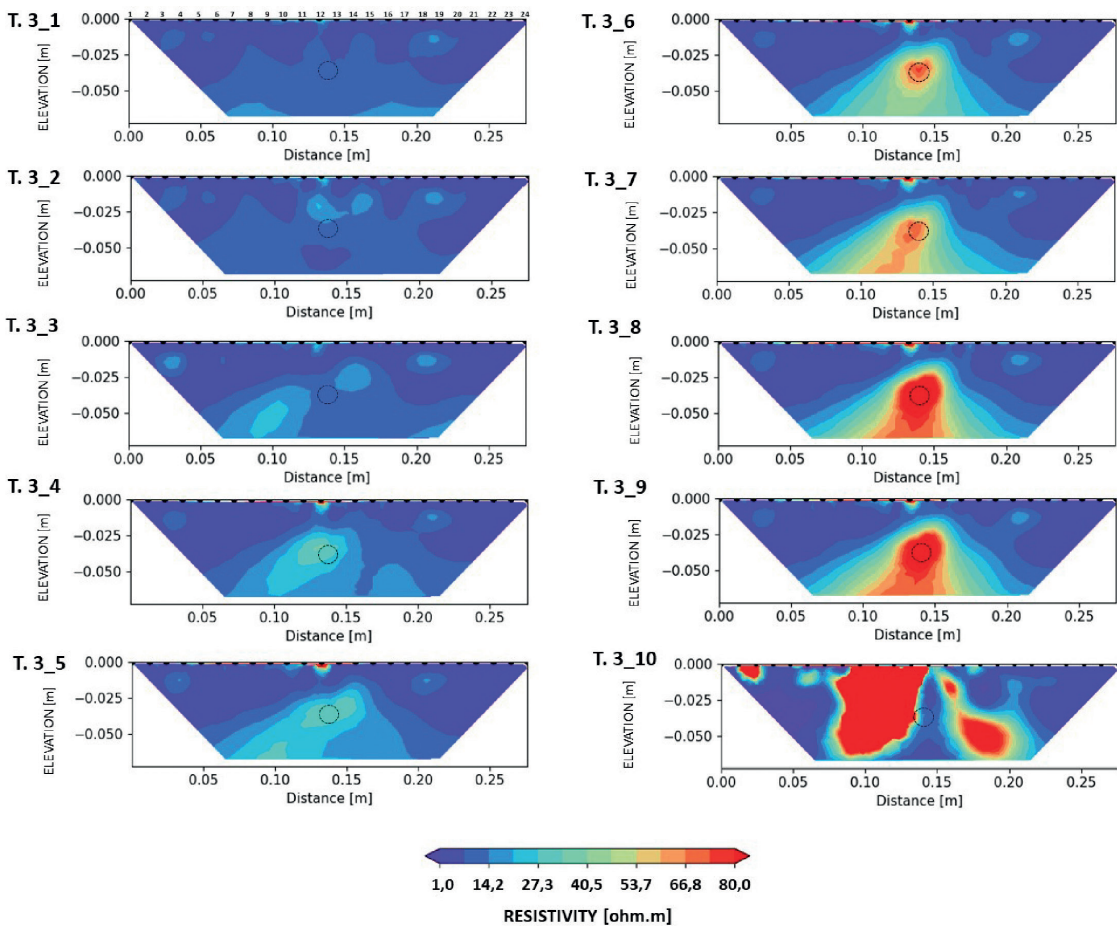 T. 3_1
1 2 3 4 5 6 7 8 9 10 11 12 13 14 15 16 17 18 19 20 21 22 23 24
ELEVATION [m]
0.000
−0.025
−0.050
0.00 0.05 0.10 0.15 0.20 0.25
Distance [m]
T. 3_2
ELEVATION [m]
0.000
−0.025
−0.050
0.00 0.05 0.10 0.15 0.20 0.25
Distance [m]
T. 3_3
ELEVATION [m]
0.000
−0.025
−0.050
0.00 0.05 0.10 0.15 0.20 0.25
Distance [m]
T. 3_4
ELEVATION [m]
0.000
−0.025
−0.050
0.00 0.05 0.10 0.15 0.20 0.25
Distance [m]
T. 3_5
ELEVATION [m]
0.000
−0.025
−0.050
0.00 0.05 0.10 0.15 0.20 0.25
Distance [m]
T. 3_6
ELEVATION [m]
0.000
−0.025
−0.050
0.00 0.05 0.10 0.15 0.20 0.25
Distance [m]
T. 3_7
ELEVATION [m]
0.000
−0.025
−0.050
0.00 0.05 0.10 0.15 0.20 0.25
Distance [m]
T. 3_8
ELEVATION [m]
0.000
−0.025
−0.050
0.00 0.05 0.10 0.15 0.20 0.25
Distance [m]
T. 3_9
ELEVATION [m]
0.000
−0.025
−0.050
0.00 0.05 0.10 0.15 0.20 0.25
Distance [m]
T. 3_10
ELEVATION [m]
0.000
−0.025
−0.050
0.00 0.05 0.10 0.15 0.20 0.25
Distance [m]
1,0 14,2 27,3 40,5 53,7 66,8 80,0
RESISTIVITY [ohm.m]